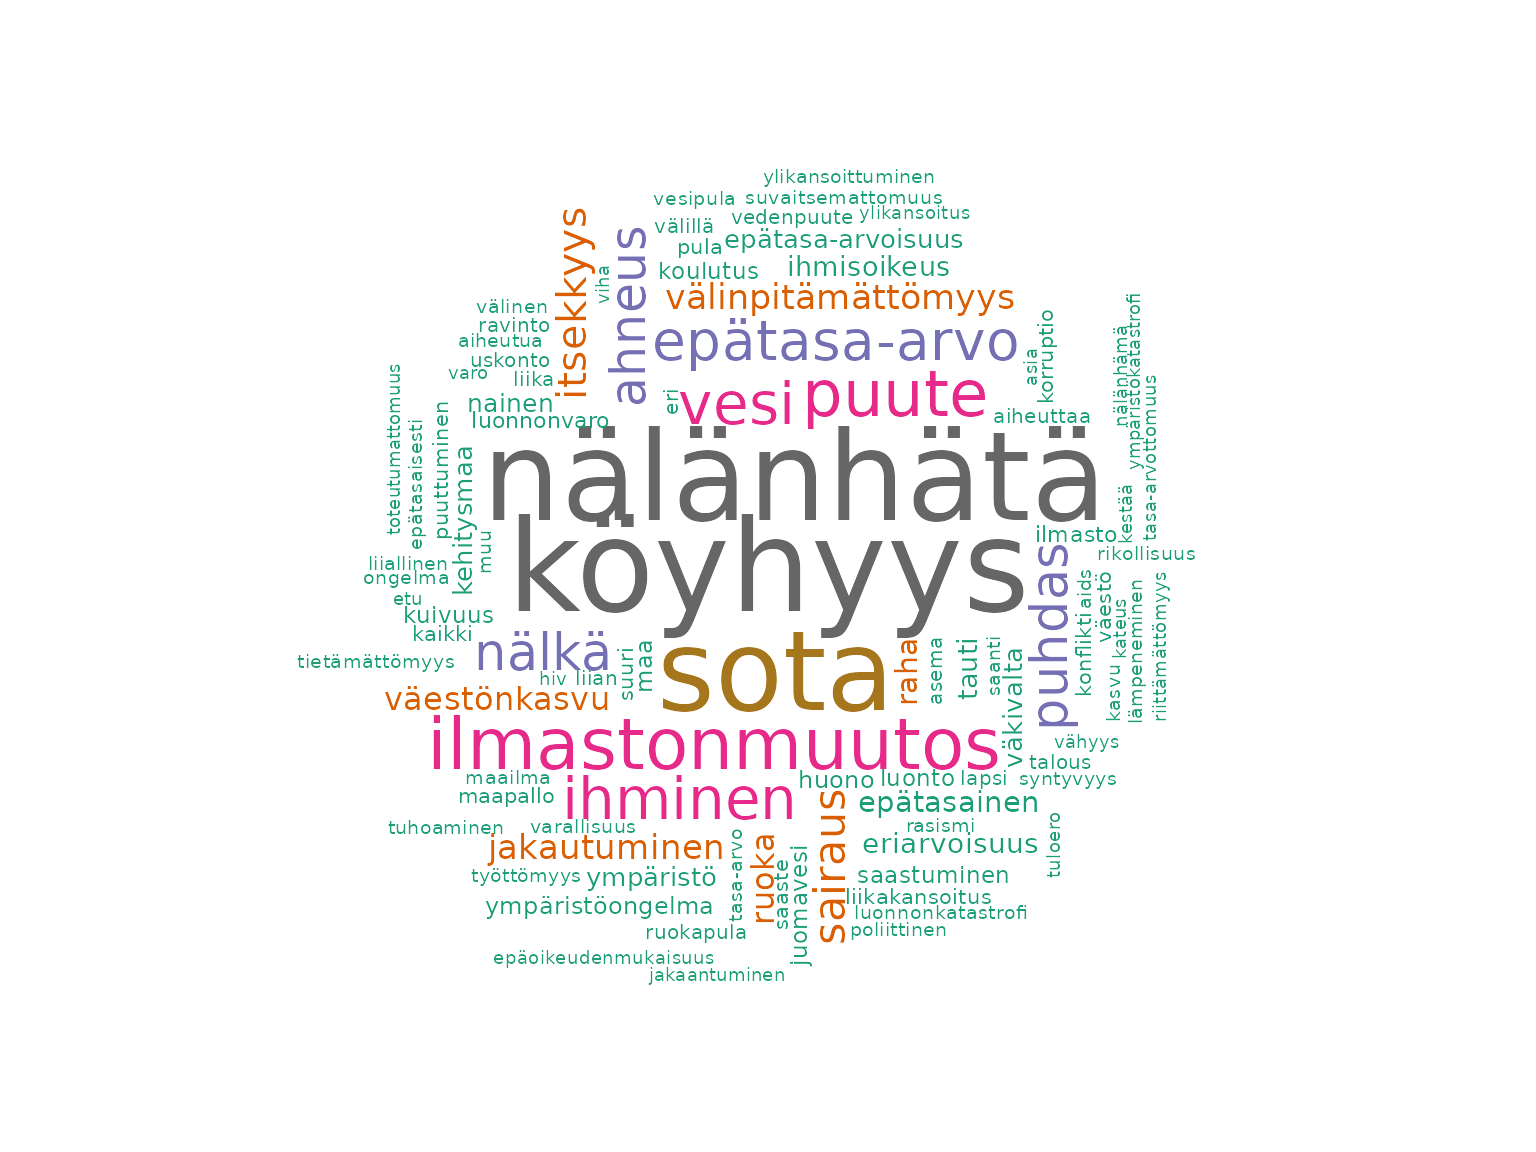 ylikansoittuminen
vesipula
suvaitsemattomuus
vedenpuute
ylikansoitus
välillä
pula
epätasa-arvoisuus
koulutus
ihmisoikeus
viha
itsekkyys
ahneus
välinpitämättömyys
välinen
ravinto
aiheutua
uskonto
varo
liika
epätasa-arvo
nainen
luonnonvaro
eri
vesi
puute
asia
korruptio
aiheuttaa
nälänhämä
ympäristökatastrofi
tasa-arvottomuus
kestää
toteutumattomuus
epätasaisesti
puuttuminen
kehitysmaa
muu
nälänhätä
köyhyys
ilmasto
rikollisuus
liiallinen
ongelma
etu
kuivuus
kaikki
puhdas
aids
konflikti
väestö
kateus
kasvu
lämpeneminen
riittämättömyys
tietämättömyys
nälkä
hiv
liian
suuri
maa
sota
raha
asema
tauti
saanti
väkivalta
väestönkasvu
ilmastonmuutos
vähyys
talous
syntyvyys
maailma
maapallo
ihminen
huono
luonto
lapsi
epätasainen
tuhoaminen
varallisuus
rasismi
tuloero
jakautuminen
tasa-arvo
ruoka
saaste
juomavesi
sairaus
eriarvoisuus
työttömyys
ympäristö
saastuminen
ympäristöongelma
liikakansoitus
luonnonkatastrofi
ruokapula
poliittinen
epäoikeudenmukaisuus
jakaantuminen